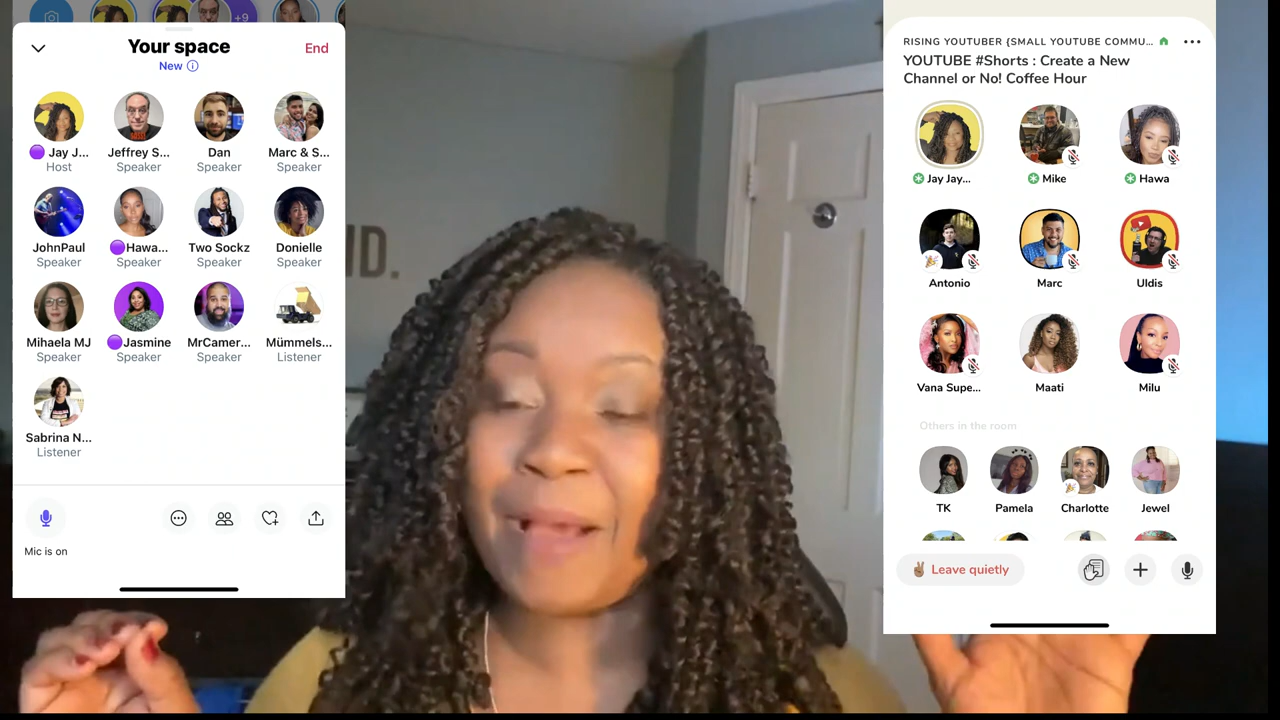 +9
Your space
End
New
Jay J...
Host
Jeffrey S...
Speaker
Dan
Speaker
Marc & S...
Speaker
JohnPaul
Speaker
Hawa...
Speaker
Two Sockz
Speaker
Donielle
Speaker
Mihaela MJ
Speaker
Jasmine
Speaker
MrCamer...
Speaker
Mümmels...
Listener
Sabrina N...
Listener
Mic is on
D.
RISING YOUTUBER {SMALL YOUTUBE COMMU...
YOUTUBE #Shorts : Create a New
Channel or No! Coffee Hour
Jay Jay...
Mike
Hawa
Antonio
Marc
Uldis
Vana Supe...
Maati
Milu
Others in the room
TK
Pamela
Charlotte
Jewel
Leave quietly